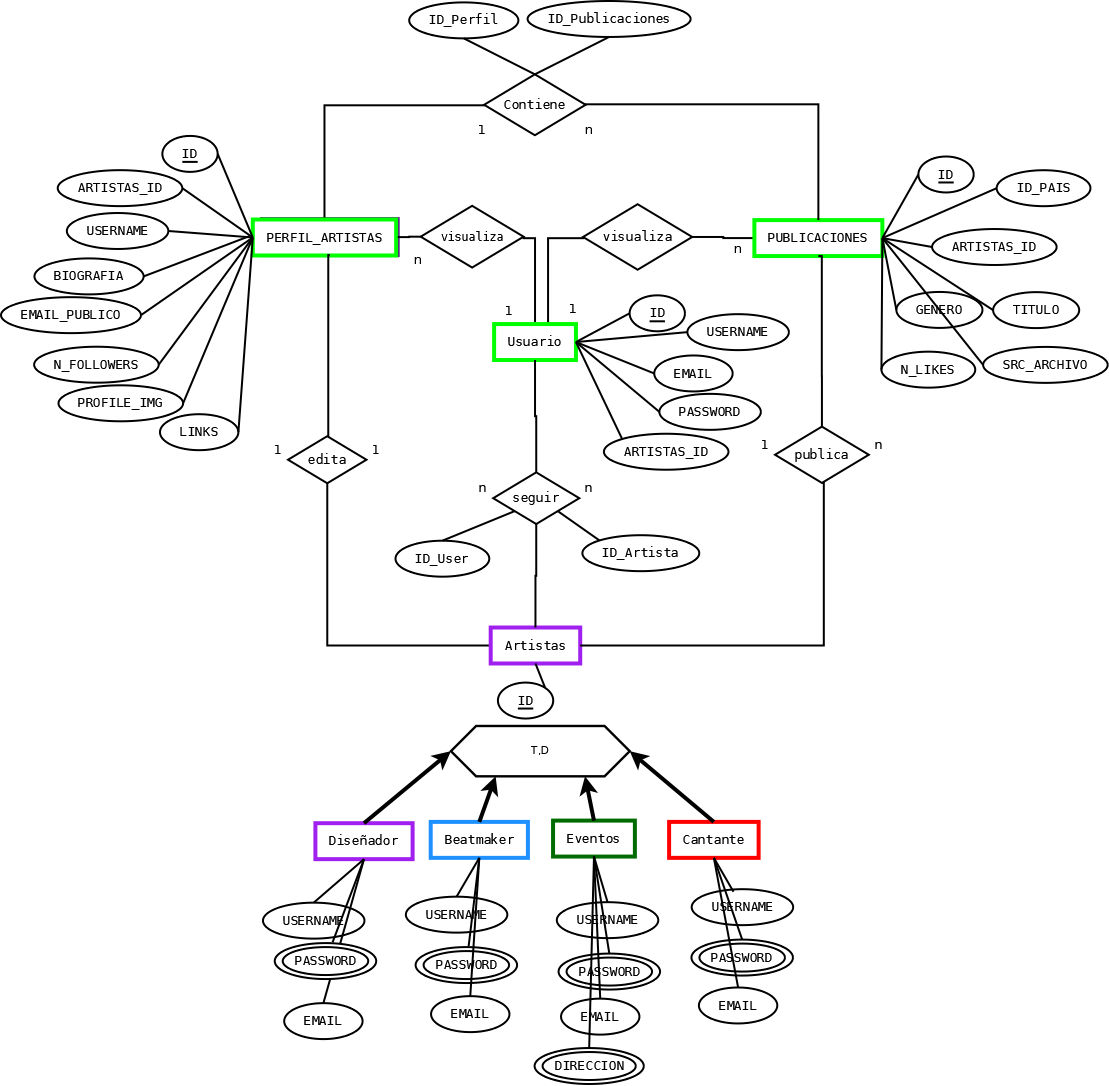 ID_Perfil
ID_Publicaciones
Contiene
1
n
ID
ARTISTAS_ID
USERNAME
BIOGRAFIA
EMAIL_PUBLICO
N_FOLLOWERS
PROFILE_IMG
LINKS
PERFIL_ARTISTAS
visualiza
n
1
visualiza
n
1
PUBLICACIONES
ID
ID_PAIS
ARTISTAS_ID
GENERO
TITULO
N_LIKES
SRC_ARCHIVO
Usuario
ID
USERNAME
EMAIL
PASSWORD
ARTISTAS_ID
1
edita
1
1
publica
n
n
seguir
n
ID_User
ID_Artista
Artistas
ID
T,D
Diseñador
Beatmaker
Eventos
Cantante
USERNAME
PASSWORD
EMAIL
USERNAME
PASSWORD
EMAIL
USERNAME
PASSWORD
EMAIL
DIRECCION
USERNAME
PASSWORD
EMAIL